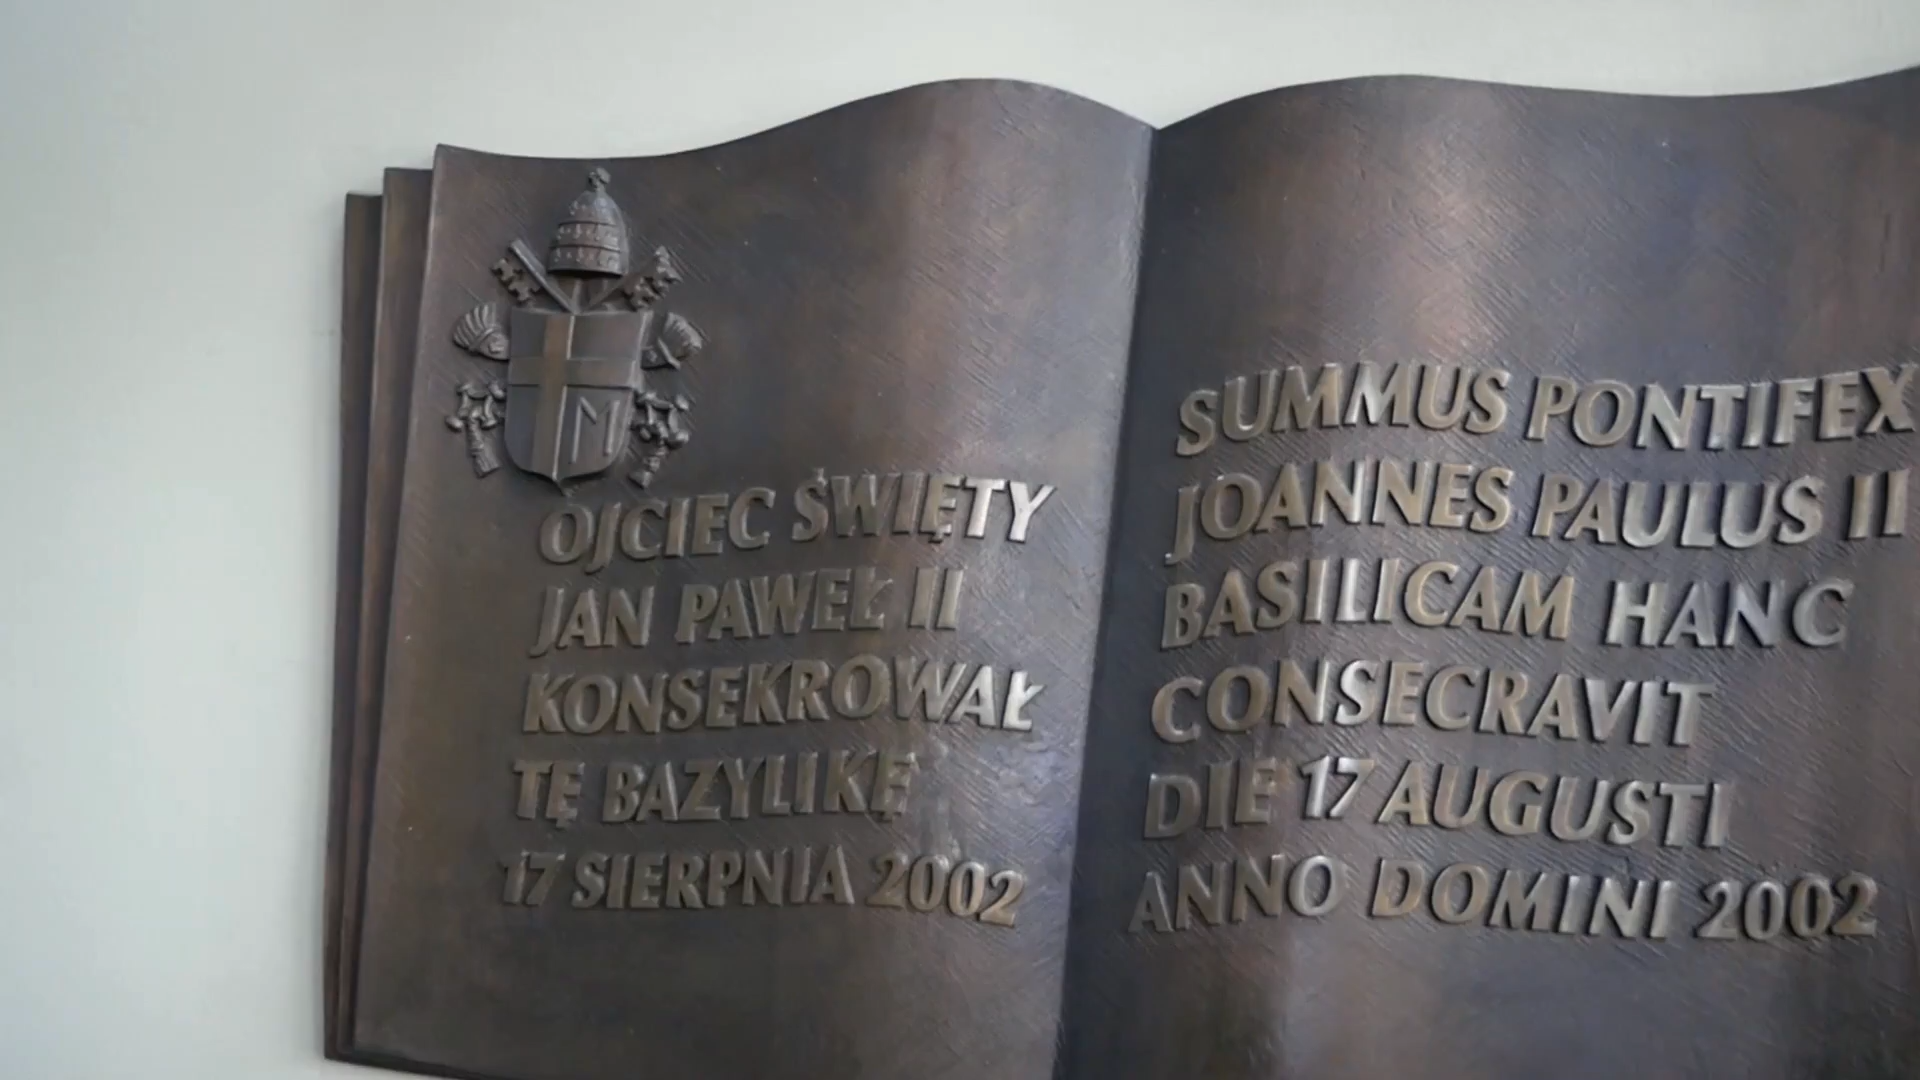 M
OJCIEC ŚWIĘTY
JAN PAWEŁ II
KONSEKROWAŁ
TĘ BAZYLIKĘ
17 SIERPNIA 2002
SUMMUS PONTIFEX
JOANNES PAULUS II
BASILICAM HANC
CONSECRAVIT
DIE 17 AUGUSTI
ANNO DOMINI 2002